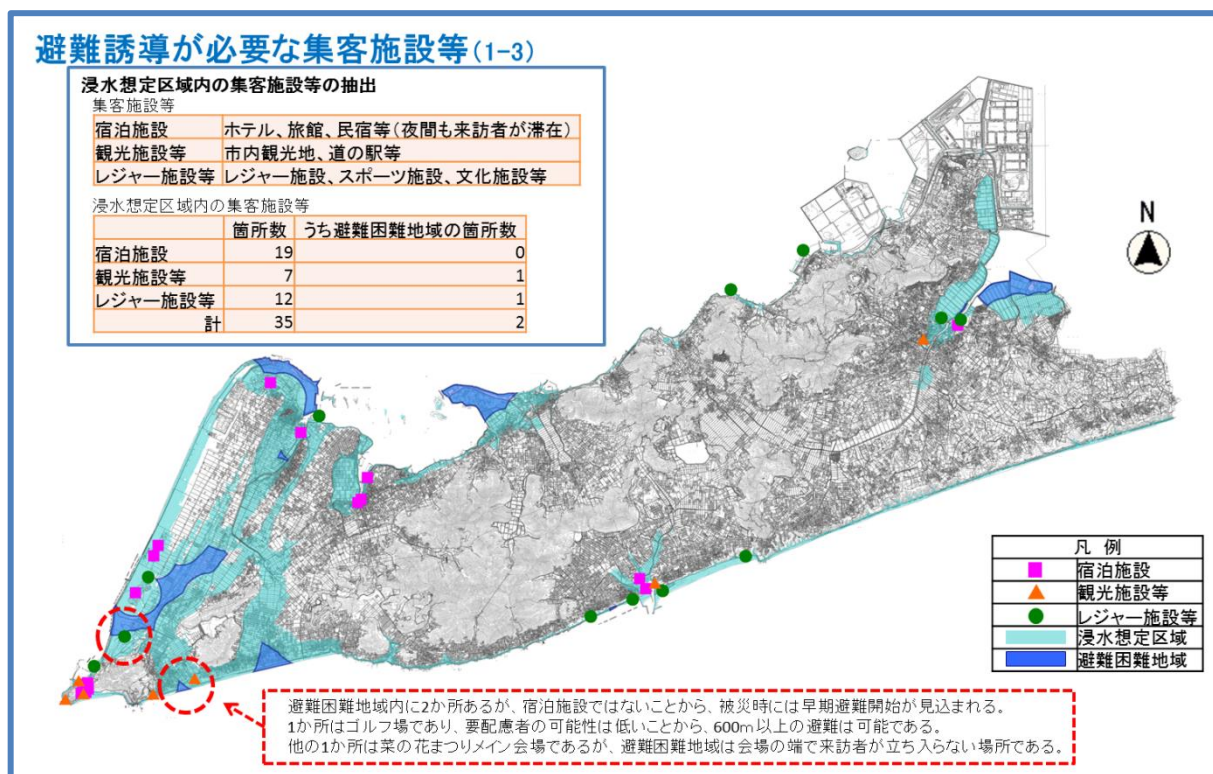 避難誘導が必要な集客施設等(1-3)
浸水想定区域内の集客施設等の抽出
集客施設等
宿泊施設 ホテル、旅館、民宿等(夜間も来訪者が滞在)
観光施設等 市内観光地、道の駅等
レジャー施設等 レジャー施設、スポーツ施設、文化施設等
浸水想定区域内の集客施設等
箇所数 うち避難困難地域の箇所数
宿泊施設 19 0
観光施設等 7 1
レジャー施設等 12 1
計 35 2
N
凡 例
宿泊施設
観光施設等
レジャー施設等
浸水想定区域
避難困難地域
避難困難地域内に2か所あるが、宿泊施設ではないことから、被災時には早期避難開始が見込まれる。
1か所はゴルフ場であり、要配慮者の可能性は低いことから、600m以上の避難は可能である。
他の1か所は菜の花まつりメイン会場であるが、避難困難地域は会場の端で来訪者が立ち入らない場所である。